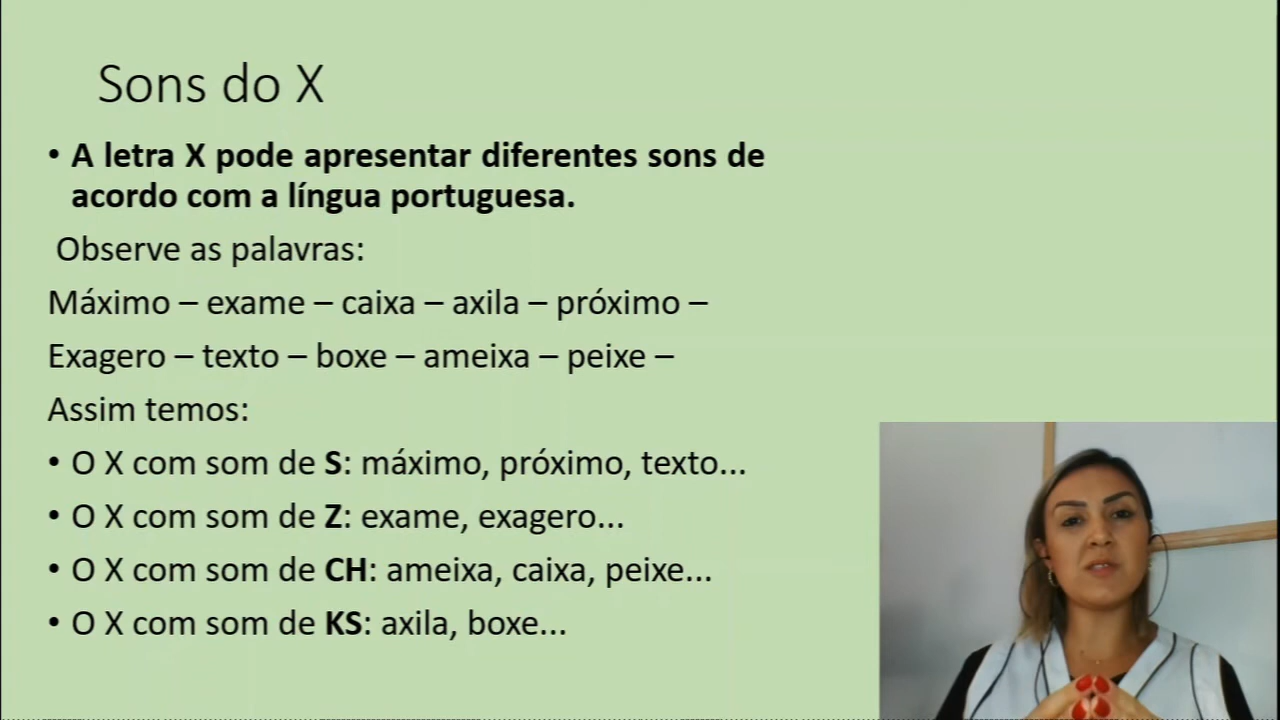 Sons do X
• A letra X pode apresentar diferentes sons de
acordo com a língua portuguesa.
Observe as palavras:
Máximo – exame – caixa – axila – próximo –
Exagero – texto – boxe – ameixa – peixe –
Assim temos:
• O X com som de S: máximo, próximo, texto...
• O X com som de Z: exame, exagero...
• O X com som de CH: ameixa, caixa, peixe...
• O X com som de KS: axila, boxe...